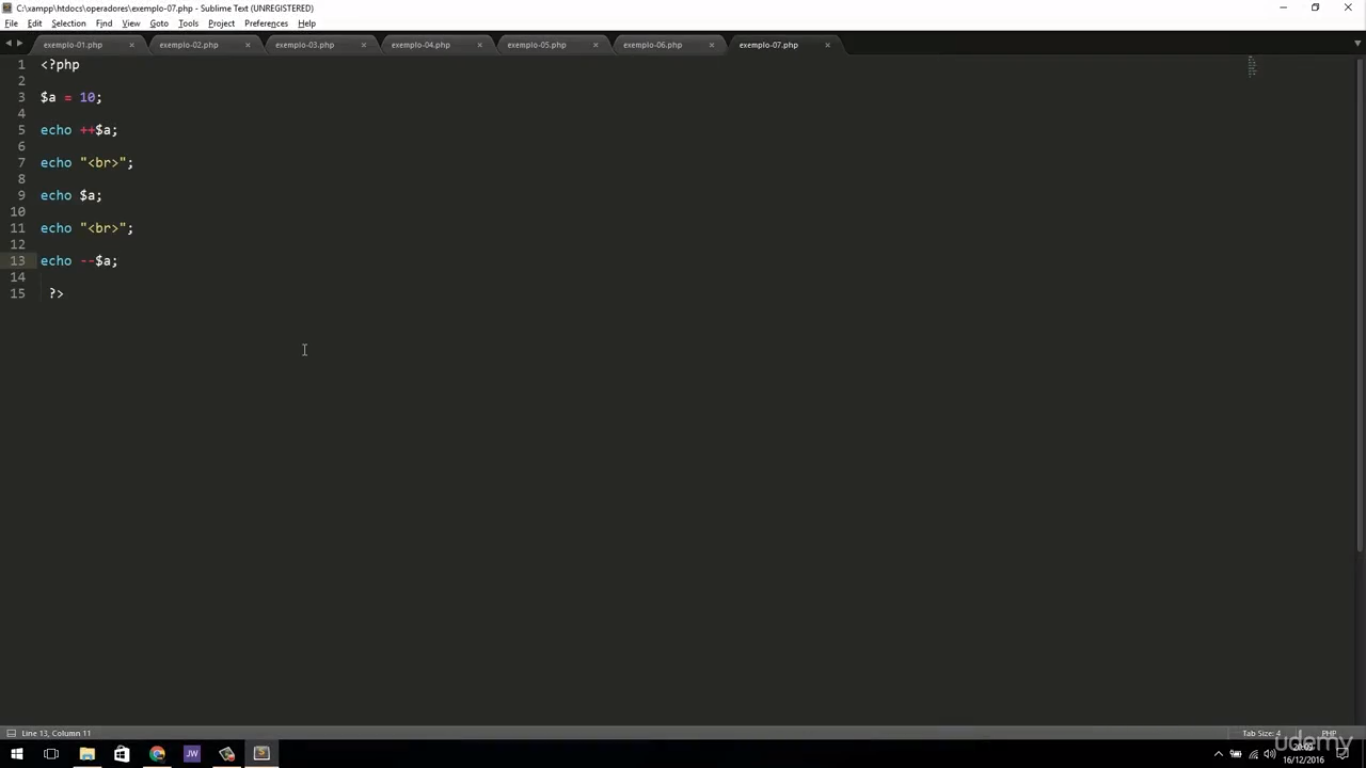 C:\xampp\htdocs\operadores\exemplo-07.php - Sublime Text (UNREGISTERED)
File Edit Selection Find View Goto Tools Project Preferences Help
exemplo-01.php exemplo-02.php exemplo-03.php exemplo-04.php exemplo-05.php exemplo-06.php exemplo-07.php
1 <?php
2
3 $a = 10;
4
5 echo ++$a;
6
7 echo "<br>";
8
9 echo $a;
10
11 echo "<br>";
12
13 echo --$a;
14
15 ?>
Line 13, Column 11 Tab Size: 4 PHP
udemy
JW
16/12/2016